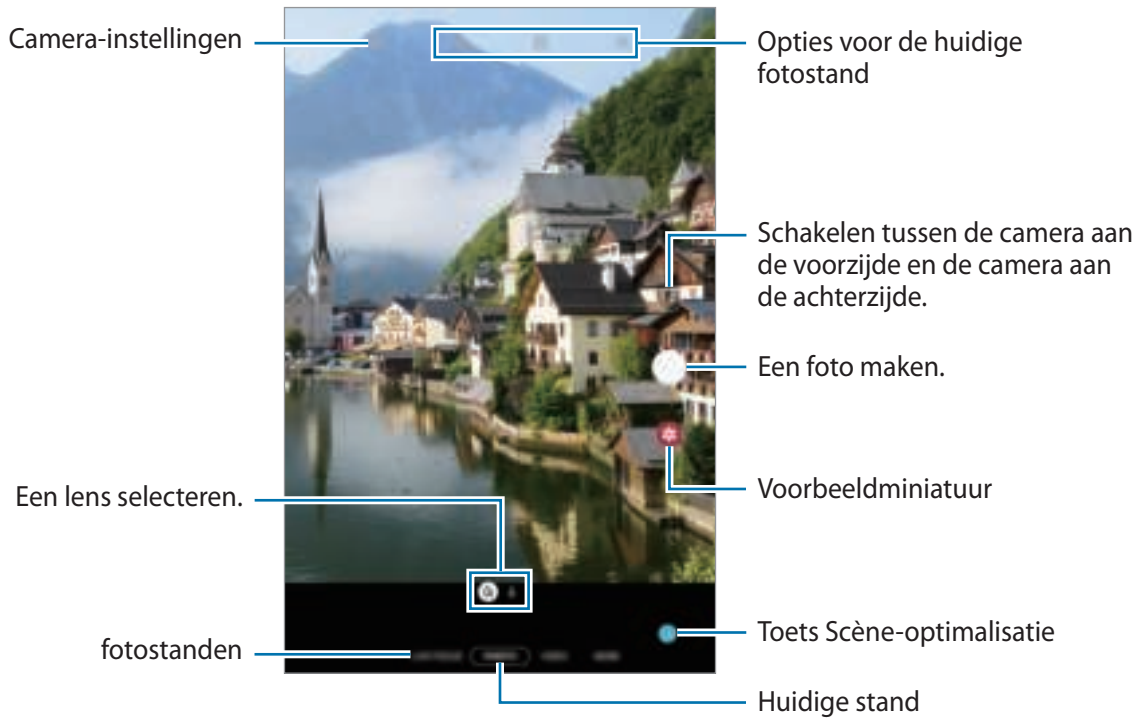 Camera-instellingen
Opties voor de huidige
fotostand
Schakelen tussen de camera aan
de voorzijde en de camera aan
de achterzijde.
Een foto maken.
Een lens selecteren.
Voorbeeldminiatuur
Toets Scène-optimalisatie
fotostanden
Huidige stand